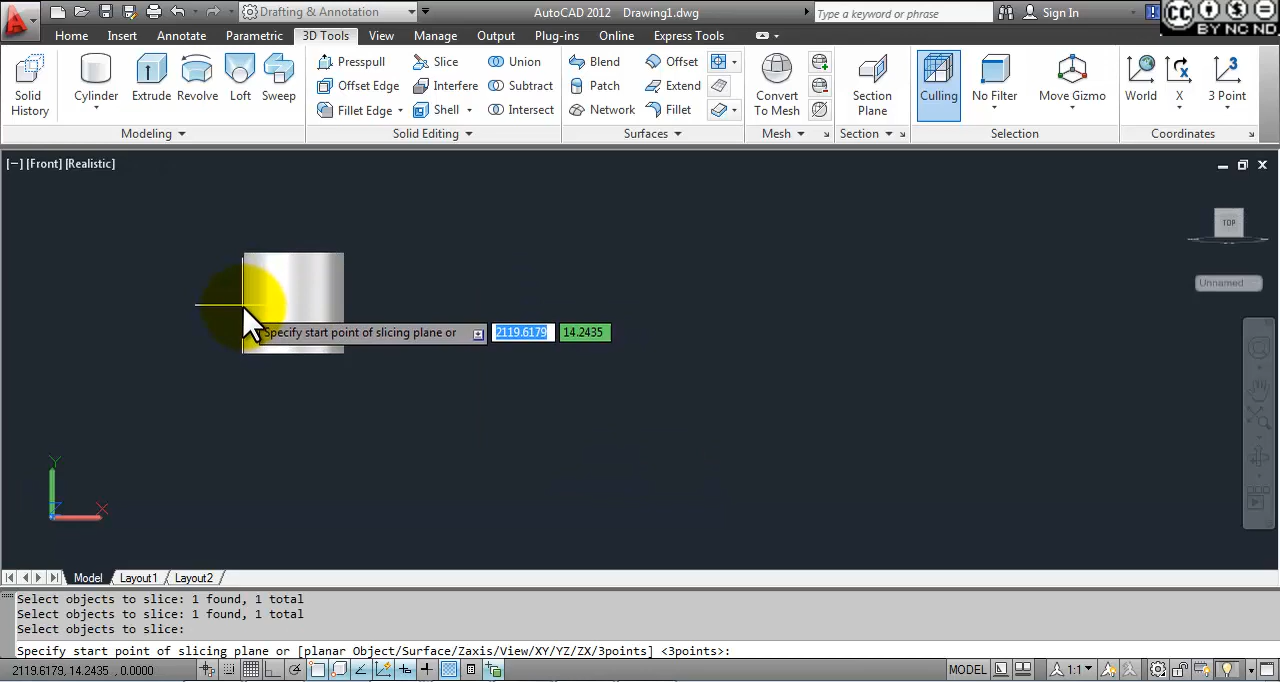 Drafting & Annotation AutoCAD 2012 Drawing1.dwg Type a keyword or phrase Sign In
BY NC ND
Home Insert Annotate Parametric 3D Tools View Manage Output Plug-ins Online Express Tools
Solid History
Cylinder
Extrude
Revolve
Loft
Sweep
Modeling
Presspull Slice Union
Offset Edge Interfere Subtract
Fillet Edge Shell Intersect
Solid Editing
Blend Offset
Patch Extend
Network Fillet
Surfaces
Convert To Mesh
Mesh
Section Plane
Section
Culling
No Filter
Move Gizmo
Selection
World
X
3 Point
Coordinates
[−] [Front] [Realistic]
TOP
Unnamed
Specify start point of slicing plane or 2119.6179 14.2435
Y
Z X
Model Layout1 Layout2
Select objects to slice: 1 found, 1 total
Select objects to slice: 1 found, 1 total
Select objects to slice:
Specify start point of slicing plane or [planar Object/Surface/Zaxis/View/XY/YZ/ZX/3points] <3points>:
2119.6179, 14.2435 , 0.0000 MODEL 1:1